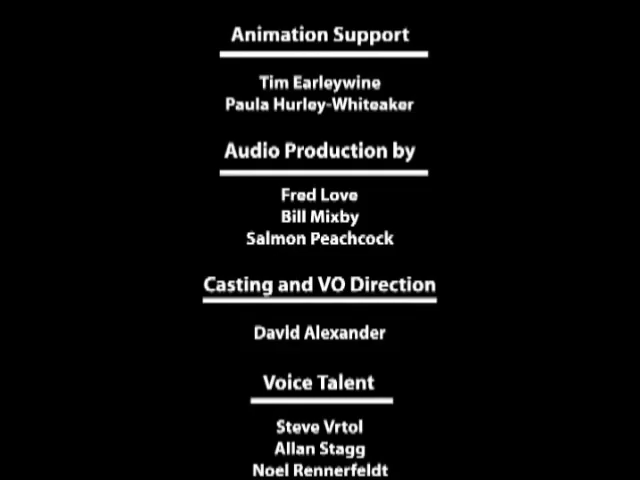 Animation Support
Tim Earleywine
Paula Hurley-Whiteaker
Audio Production by
Fred Love
Bill Mixby
Salmon Peachcock
Casting and VO Direction
David Alexander
Voice Talent
Steve Vrtol
Allan Stagg
Noel Rennerfeldt